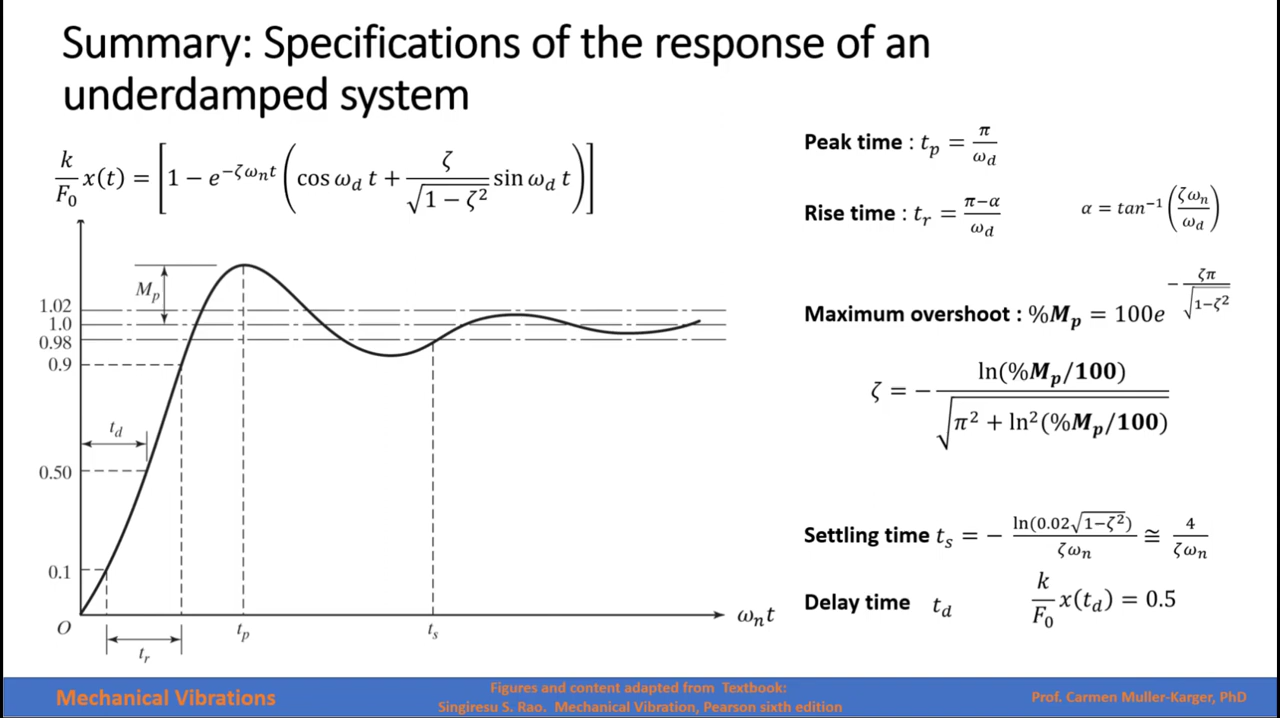 Summary: Specifications of the response of an
underdamped system
k/F₀ x(t) = [1 − e^(−ζωₙt) (cos ω_d t + ζ/√(1 − ζ²) sin ω_d t)]
M_p
1.02
1.0
0.98
0.9
t_d
0.50
0.1
O
t_r
t_p
t_s
ωₙt
Peak time : t_p = π/ω_d
Rise time : t_r = (π−α)/ω_d α = tan⁻¹(ζωₙ/ω_d)
Maximum overshoot : %M_p = 100e^(−ζπ/√(1−ζ²))
ζ = − ln(%M_p/100)/√(π² + ln²(%M_p/100))
Settling time t_s = − ln(0.02√(1−ζ²))/(ζωₙ) ≅ 4/(ζωₙ)
Delay time t_d k/F₀ x(t_d) = 0.5
Mechanical Vibrations
Figures and content adapted from Textbook:
Singiresu S. Rao. Mechanical Vibration, Pearson sixth edition
Prof. Carmen Muller-Karger, PhD